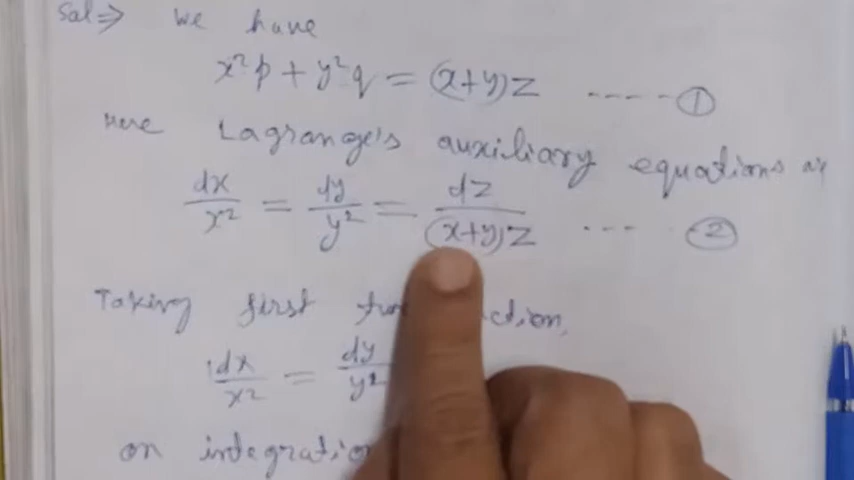 Sol ⇒ We have
x²p + y²q = (x+y)z ------ ①
Here Lagrange's auxiliary equations
dx/x² = dy/y² = dz/(x+y)z --- - ②
Taking first
dx/x² = dy/y²
on integration